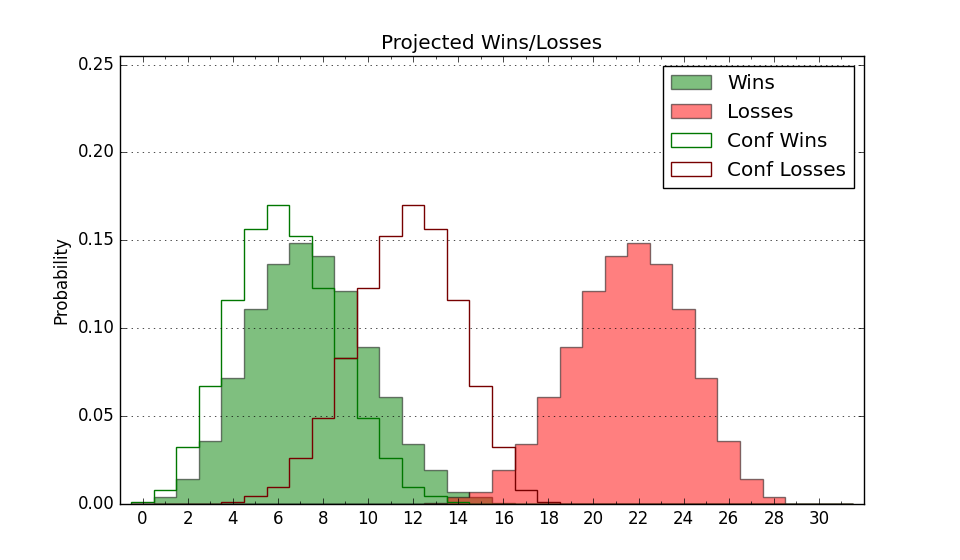 Projected Wins/Losses
0.25
0.20
0.15
0.10
0.05
0.00
Probability
Wins
Losses
Conf Wins
Conf Losses
0 2 4 6 8 10 12 14 16 18 20 22 24 26 28 30